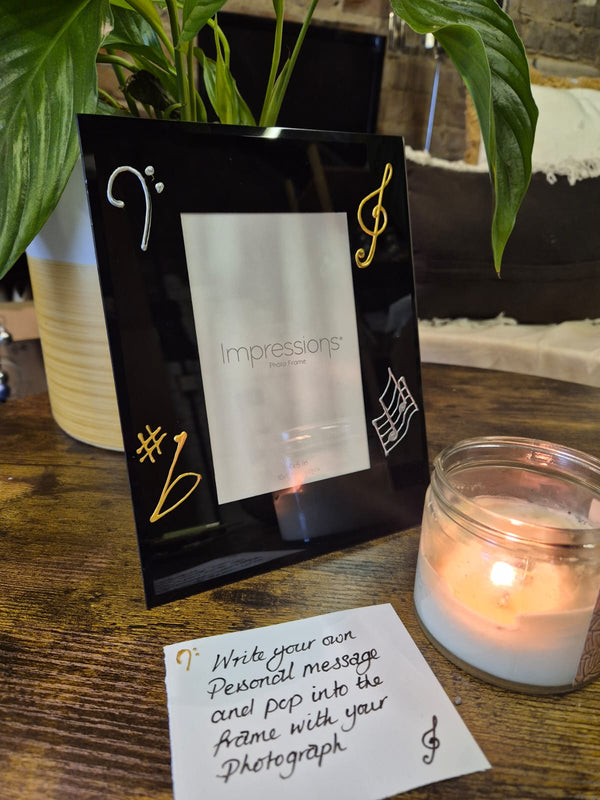 Impressions®
Photo Frame
Write your own
Personal message
and pop into the
frame with your
Photograph